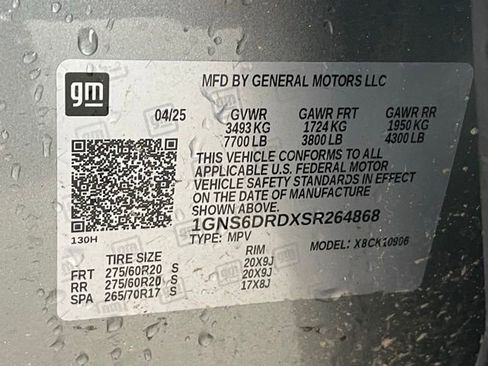 gm
MFD BY GENERAL MOTORS LLC
04/25 GVWR GAWR FRT GAWR RR
3493 KG 1724 KG 1950 KG
7700 LB 3800 LB 4300 LB
THIS VEHICLE CONFORMS TO ALL
APPLICABLE U.S. FEDERAL MOTOR
VEHICLE SAFETY STANDARDS IN EFFECT
ON THE DATE OF MANUFACTURE
SHOWN ABOVE.
1GNS6DRDXSR264868
130H TYPE: MPV MODEL: X8CK10906
TIRE SIZE RIM
FRT 275/60R20 S 20X9J
RR 275/60R20 S 20X9J
SPA 265/70R17 S 17X8J